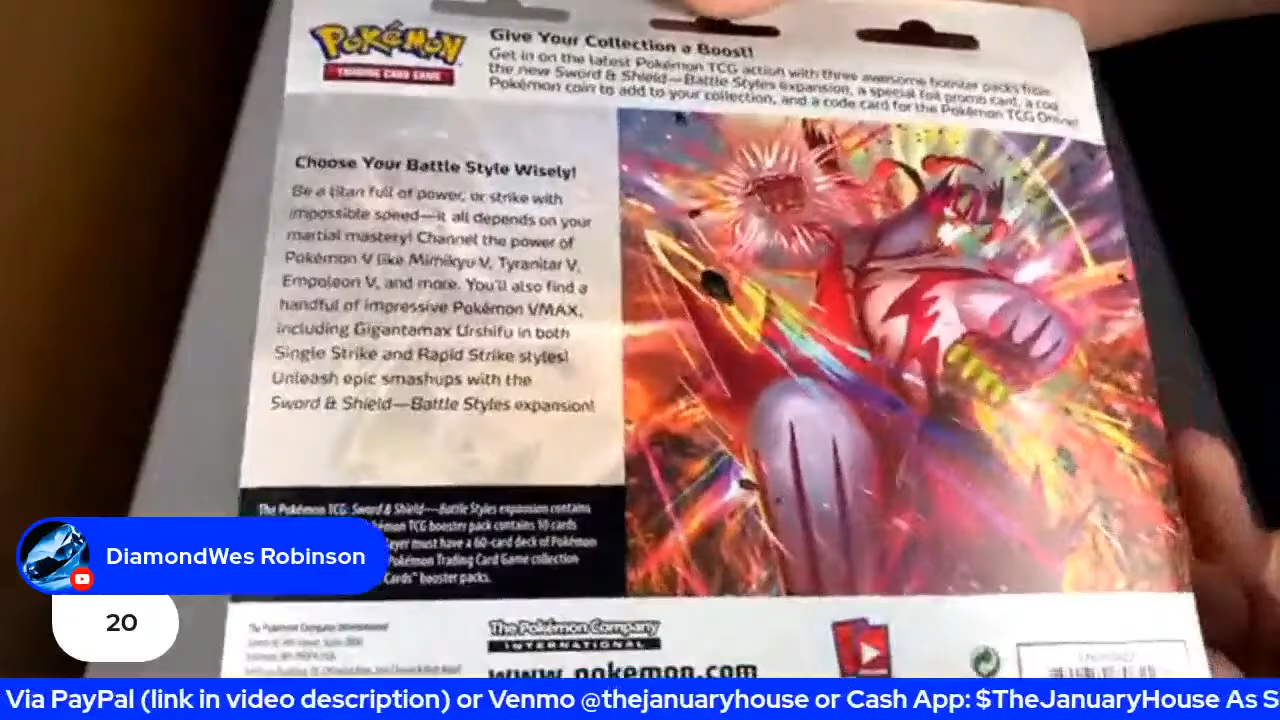 POKÉMON
TRADING CARD GAME
Give Your Collection a Boost!
Get in on the latest Pokémon TCG action with three awesome booster packs from
the new Sword & Shield—Battle Styles expansion, a special foil promo card, a cool
Pokémon coin to add to your collection, and a code card for the Pokémon TCG Online!
Choose Your Battle Style Wisely!
Be a titan full of power, or strike with
impossible speed—it all depends on your
martial mastery! Channel the power of
Pokémon V like Mimikyu V, Tyranitar V,
Empoleon V, and more. You'll also find a
handful of impressive Pokémon VMAX,
including Gigantamax Urshifu in both
Single Strike and Rapid Strike styles!
Unleash epic smashups with the
Sword & Shield—Battle Styles expansion!
The Pokémon TCG: Sword & Shield—Battle Styles expansion contains
TCG booster pack contains 10 cards
must have a 60-card deck of Pokémon
Pokémon Trading Card Game collection
booster packs.
DiamondWes Robinson
20
The Pokémon Company International
The Pokémon Company
INTERNATIONAL
www.pokemon.com
Via PayPal (link in video description) or Venmo @thejanuaryhouse or Cash App: $TheJanuaryHouse As S